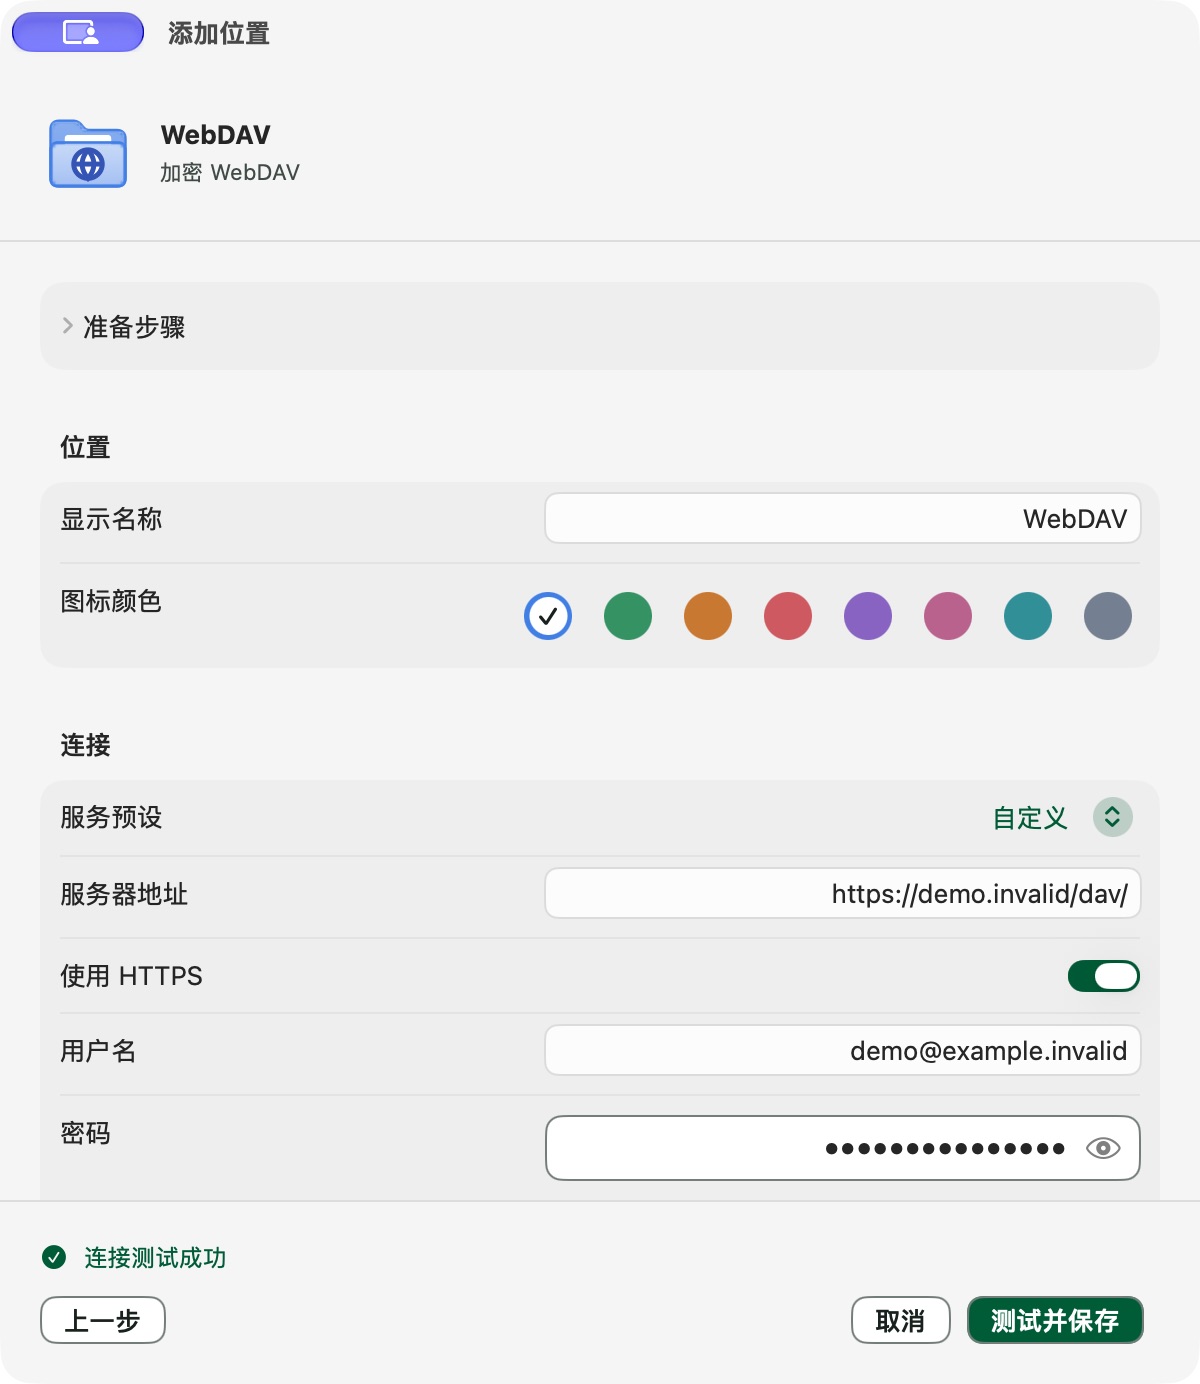 添加位置
WebDAV
加密 WebDAV
准备步骤
位置
显示名称
WebDAV
图标颜色
连接
服务预设
自定义
服务器地址
https://demo.invalid/dav/
使用 HTTPS
用户名
demo@example.invalid
密码
●●●●●●●●●●●●●●●
连接测试成功
上一步
取消
测试并保存